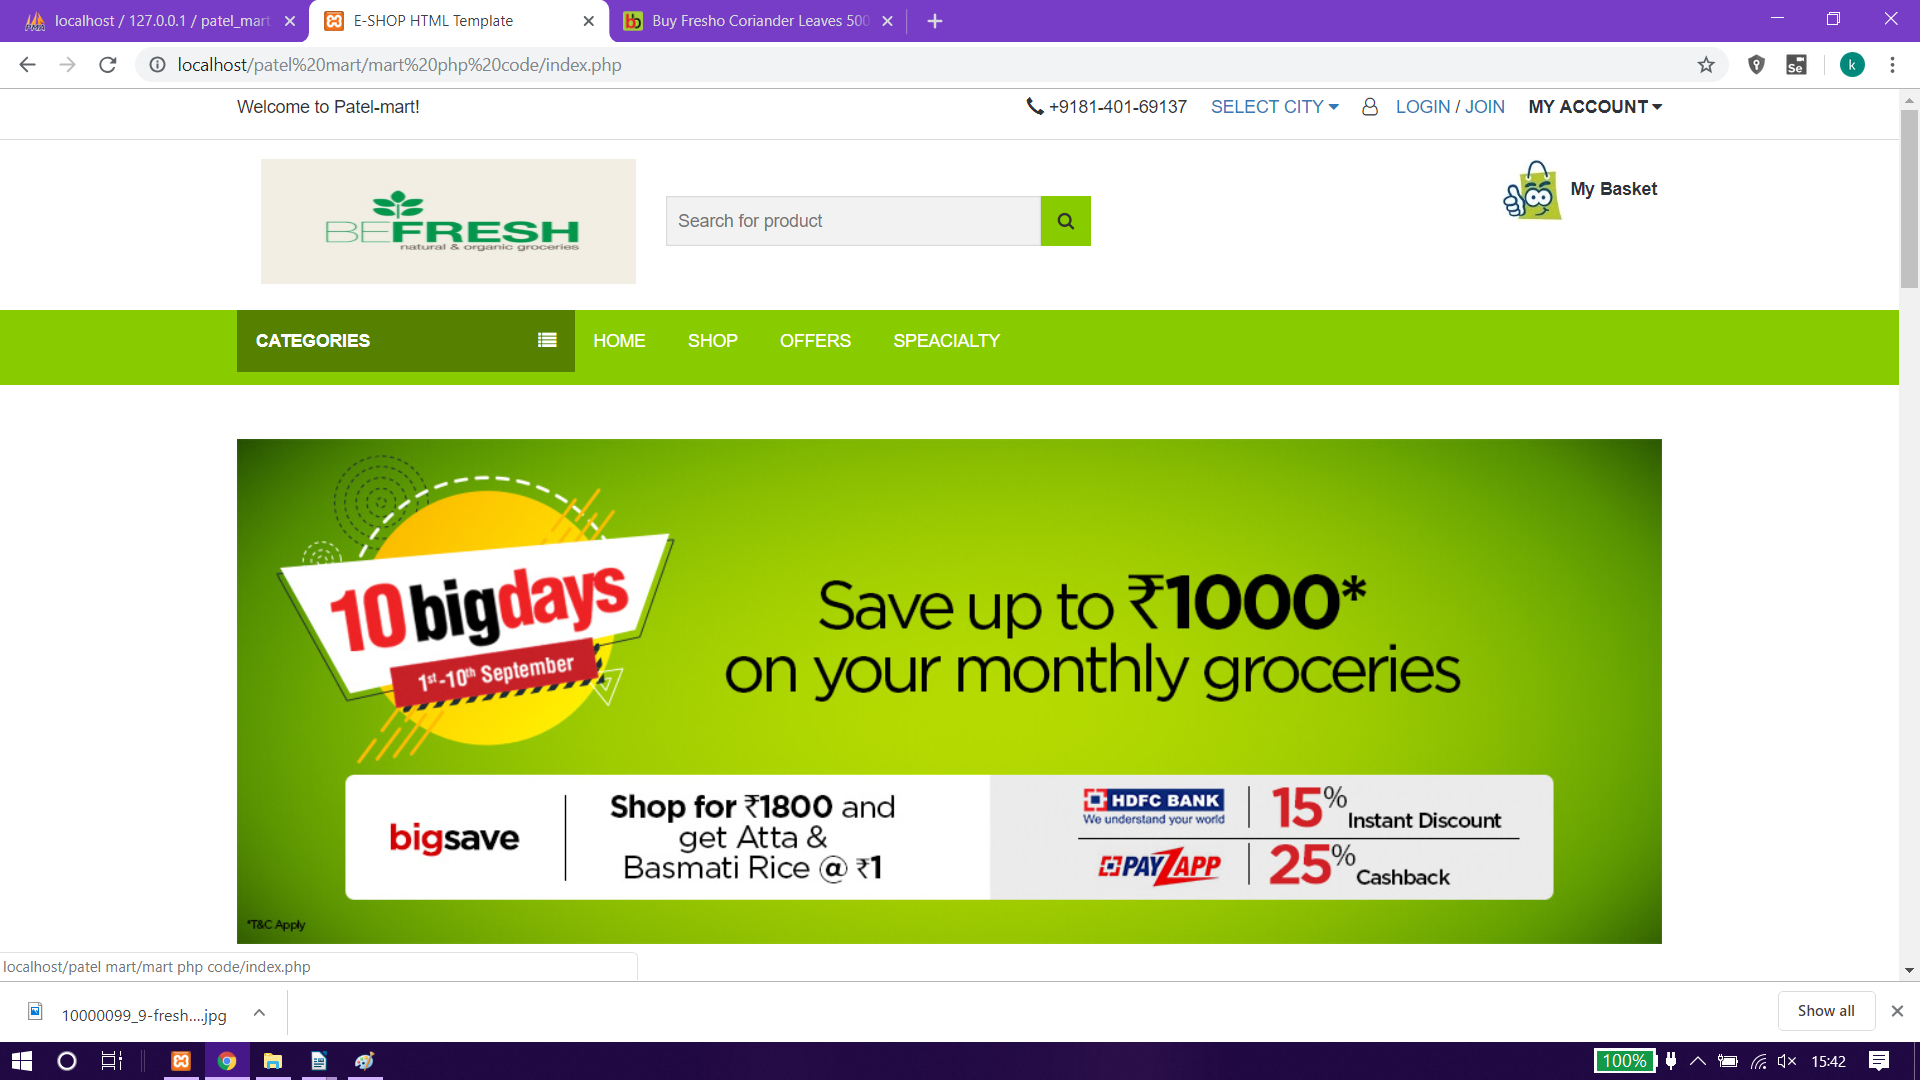 localhost / 127.0.0.1 / patel_mart
E-SHOP HTML Template
Buy Fresho Coriander Leaves 500
localhost/patel%20mart/mart%20php%20code/index.php
Se
k
Welcome to Patel-mart!
+9181-401-69137
SELECT CITY
LOGIN / JOIN
MY ACCOUNT
BEFRESH
natural & organic groceries
Search for product
My Basket
CATEGORIES
HOME
SHOP
OFFERS
SPEACIALTY
10bigdays
1st-10th September
Save up to ₹1000*
on your monthly groceries
bigsave
Shop for ₹1800 and
get Atta &
Basmati Rice @ ₹1
HDFC BANK
We understand your world
15% Instant Discount
PAYZAPP
25% Cashback
*T&C Apply
localhost/patel mart/mart php code/index.php
10000099_9-fresh....jpg
Show all
100%
15:42